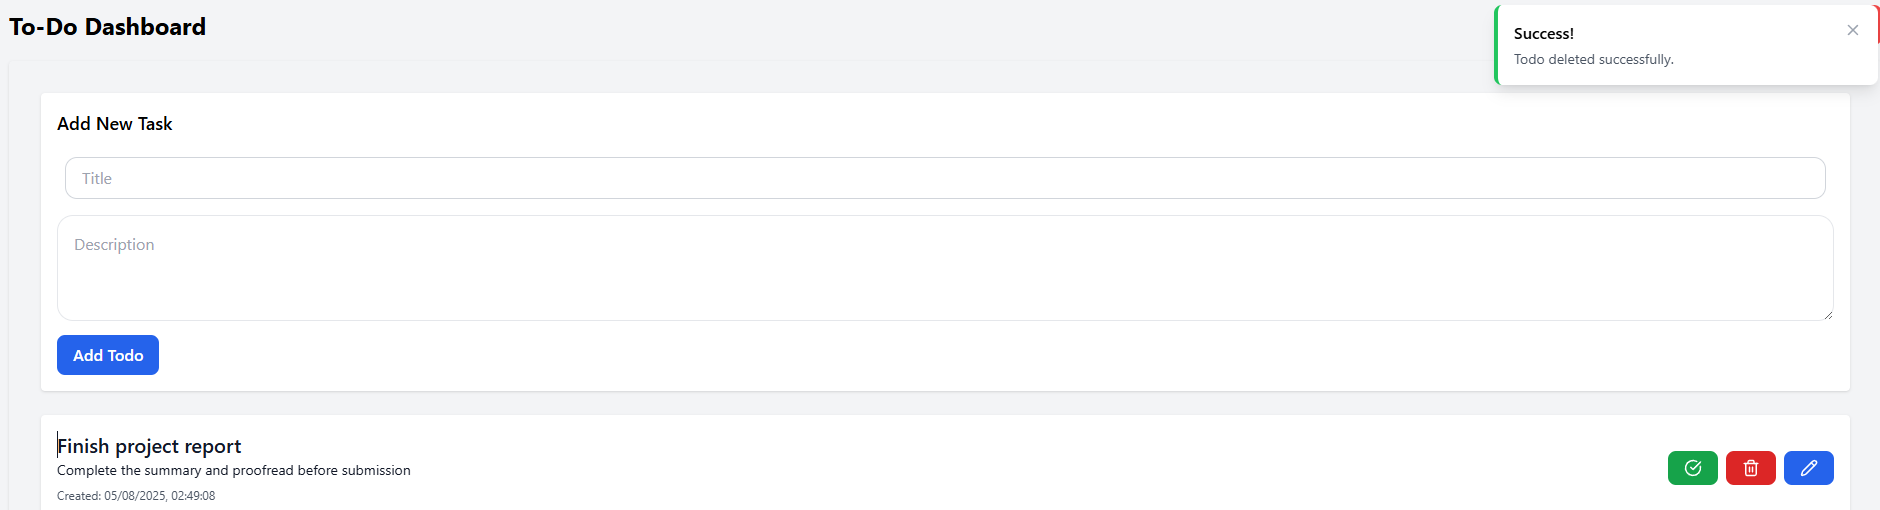 To-Do Dashboard
Success!
Todo deleted successfully.
Add New Task
Title
Description
Add Todo
Finish project report
Complete the summary and proofread before submission
Created: 05/08/2025, 02:49:08